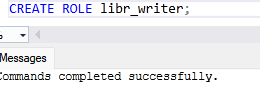 CREATE ROLE libr_writer;
Messages
Commands completed successfully.